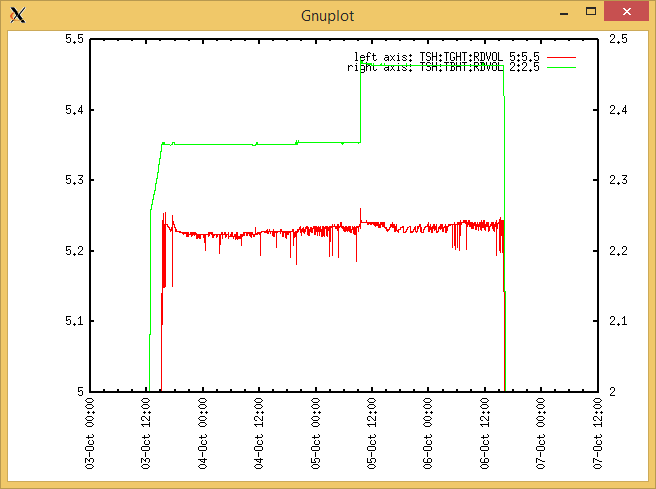 Gnuplot
5.5
2.5
left axis: TSH:TGHT:RDVOL 5:5.5
right axis: TSH:TBHT:RDVOL 2:2.5
5.4
2.4
5.3
2.3
5.2
2.2
5.1
2.1
5
2
03-Oct 00:00
03-Oct 12:00
04-Oct 00:00
04-Oct 12:00
05-Oct 00:00
05-Oct 12:00
06-Oct 00:00
06-Oct 12:00
07-Oct 00:00
07-Oct 12:00